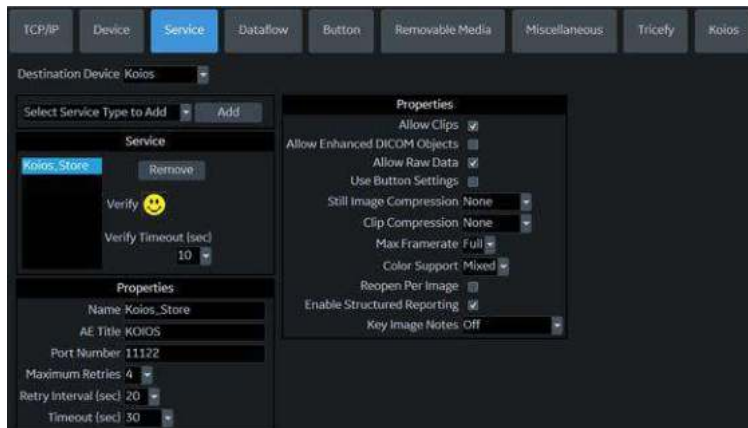 TCP/IP Device Service Dataflow Button Removable Media Miscellaneous Tricefy Koios
Destination Device Koios
Select Service Type to Add Add
Service
Koios_Store
Remove
Verify
Verify Timeout (sec)
10
Properties
Name Koios_Store
AE Title KOIOS
Port Number 11122
Maximum Retries 4
Retry Interval (sec) 20
Timeout (sec) 30
Properties
Allow Clips
Allow Enhanced DICOM Objects
Allow Raw Data
Use Button Settings
Still Image Compression None
Clip Compression None
Max Framerate Full
Color Support Mixed
Reopen Per Image
Enable Structured Reporting
Key Image Notes Off